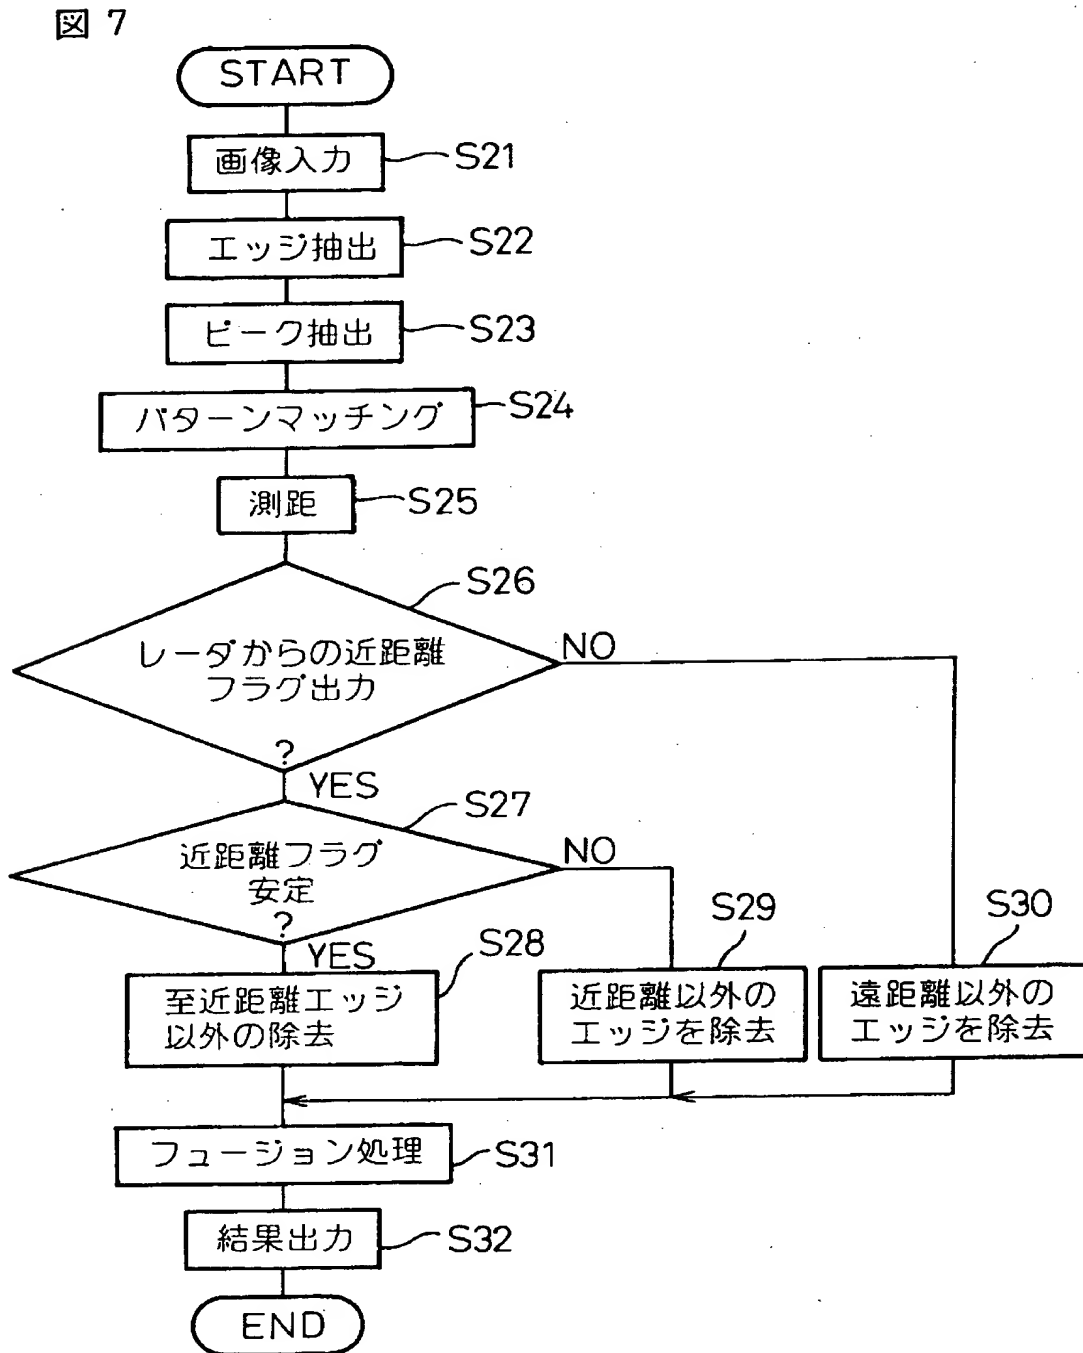 図 7
START
画像入力
S21
エッジ抽出
S22
ピーク抽出
S23
パターンマッチング
S24
測距
S25
S26
レーダからの近距離
フラグ出力
?
NO
YES
S27
近距離フラグ
安定
?
NO
YES
S28
至近距離エッジ
以外の除去
S29
近距離以外の
エッジを除去
S30
遠距離以外の
エッジを除去
フュージョン処理
S31
結果出力
S32
END